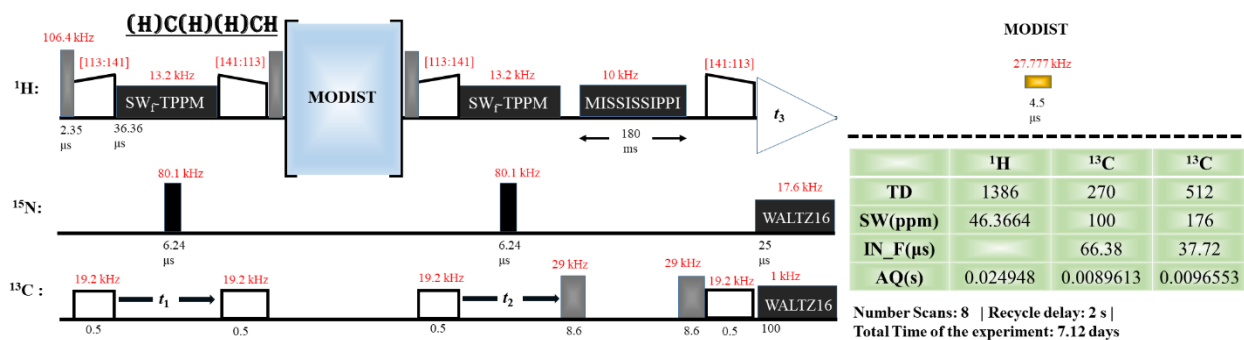 (H)C(H)(H)CH
106.4 kHz
[113:141]
[141:113]
[113:141]
[141:113]
13.2 kHz
13.2 kHz
10 kHz
¹H:
SW_f-TPPM
MODIST
SW_f-TPPM
MISSISSIPPI
t₃
2.35 μs
36.36 μs
180 ms
80.1 kHz
80.1 kHz
17.6 kHz
¹⁵N:
WALTZ16
6.24 μs
6.24 μs
25 μs
19.2 kHz
19.2 kHz
19.2 kHz
29 kHz
29 kHz
19.2 kHz
1 kHz
¹³C :
t₁
t₂
WALTZ16
0.5
0.5
0.5
8.6
8.6
0.5
100
MODIST
27.777 kHz
4.5 μs
¹H ¹³C ¹³C
TD 1386 270 512
SW(ppm) 46.3664 100 176
IN_F(μs) 66.38 37.72
AQ(s) 0.024948 0.0089613 0.0096553
Number Scans: 8 | Recycle delay: 2 s |
Total Time of the experiment: 7.12 days